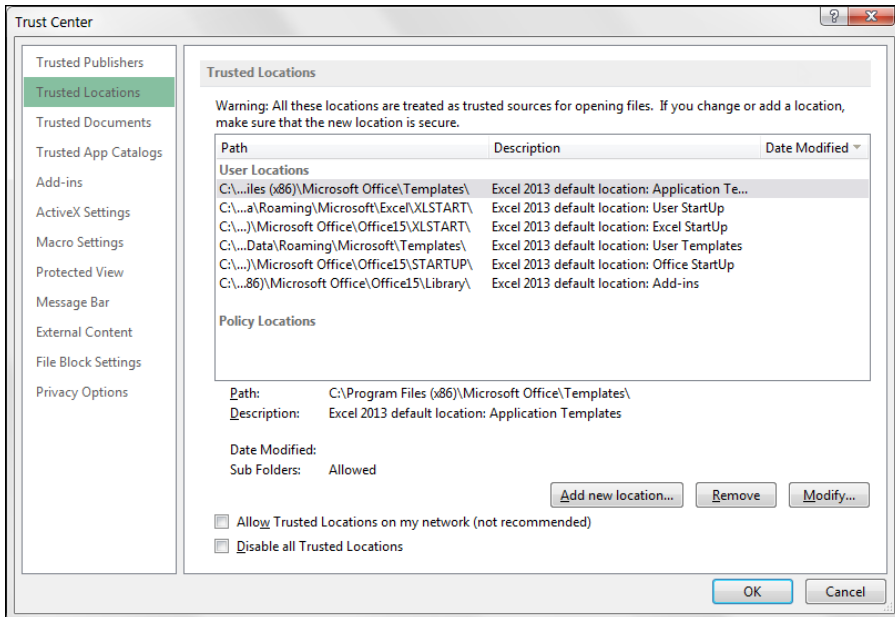 Trust Center
Trusted Publishers
Trusted Locations
Trusted Documents
Trusted App Catalogs
Add-ins
ActiveX Settings
Macro Settings
Protected View
Message Bar
External Content
File Block Settings
Privacy Options
Trusted Locations
Warning: All these locations are treated as trusted sources for opening files. If you change or add a location,
make sure that the new location is secure.
Path Description Date Modified
User Locations
C:\...iles (x86)\Microsoft Office\Templates\ Excel 2013 default location: Application Te...
C:\...a\Roaming\Microsoft\Excel\XLSTART\ Excel 2013 default location: User StartUp
C:\...)\Microsoft Office\Office15\XLSTART\ Excel 2013 default location: Excel StartUp
C:\...Data\Roaming\Microsoft\Templates\ Excel 2013 default location: User Templates
C:\...)\Microsoft Office\Office15\STARTUP\ Excel 2013 default location: Office StartUp
C:\...86)\Microsoft Office\Office15\Library\ Excel 2013 default location: Add-ins
Policy Locations
Path: C:\Program Files (x86)\Microsoft Office\Templates\
Description: Excel 2013 default location: Application Templates
Date Modified:
Sub Folders: Allowed
Add new location... Remove Modify...
Allow Trusted Locations on my network (not recommended)
Disable all Trusted Locations
OK Cancel